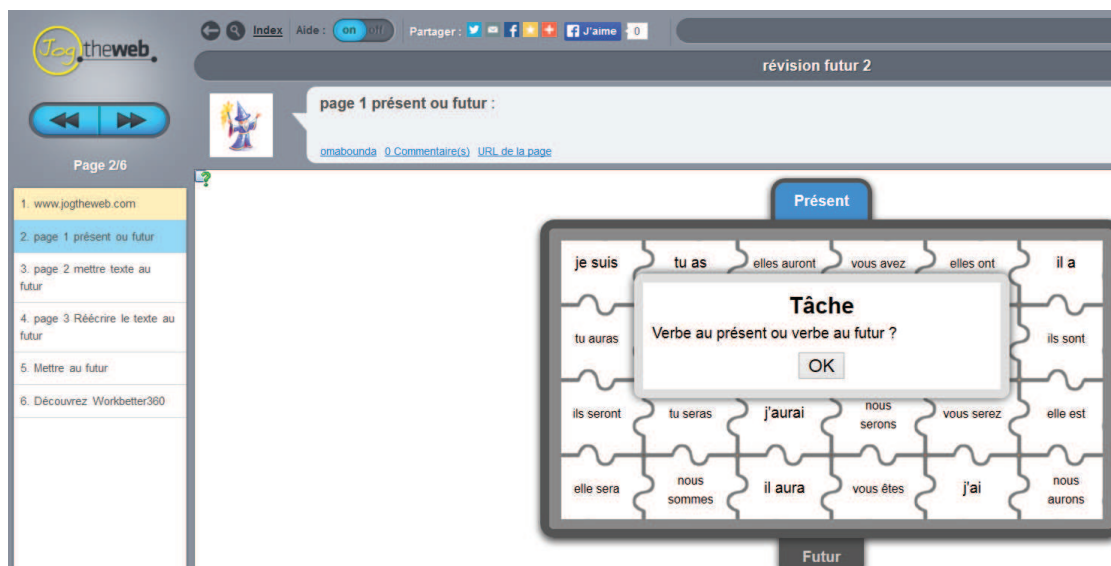 Jogtheweb.
Index Aide : on off Partager : J'aime 0
révision futur 2
page 1 présent ou futur :
omabounda 0 Commentaire(s) URL de la page
Page 2/6
1. www.jogtheweb.com
2. page 1 présent ou futur
3. page 2 mettre texte au
futur
4. page 3 Réécrire le texte au
futur
5. Mettre au futur
6. Découvrez Workbetter360
Présent
je suis tu as elles auront vous avez elles ont il a
Tâche
Verbe au présent ou verbe au futur ?
OK
tu auras ils sont
ils seront tu seras j'aurai nous serons vous serez elle est
elle sera nous sommes il aura vous êtes j'ai nous aurons
Futur